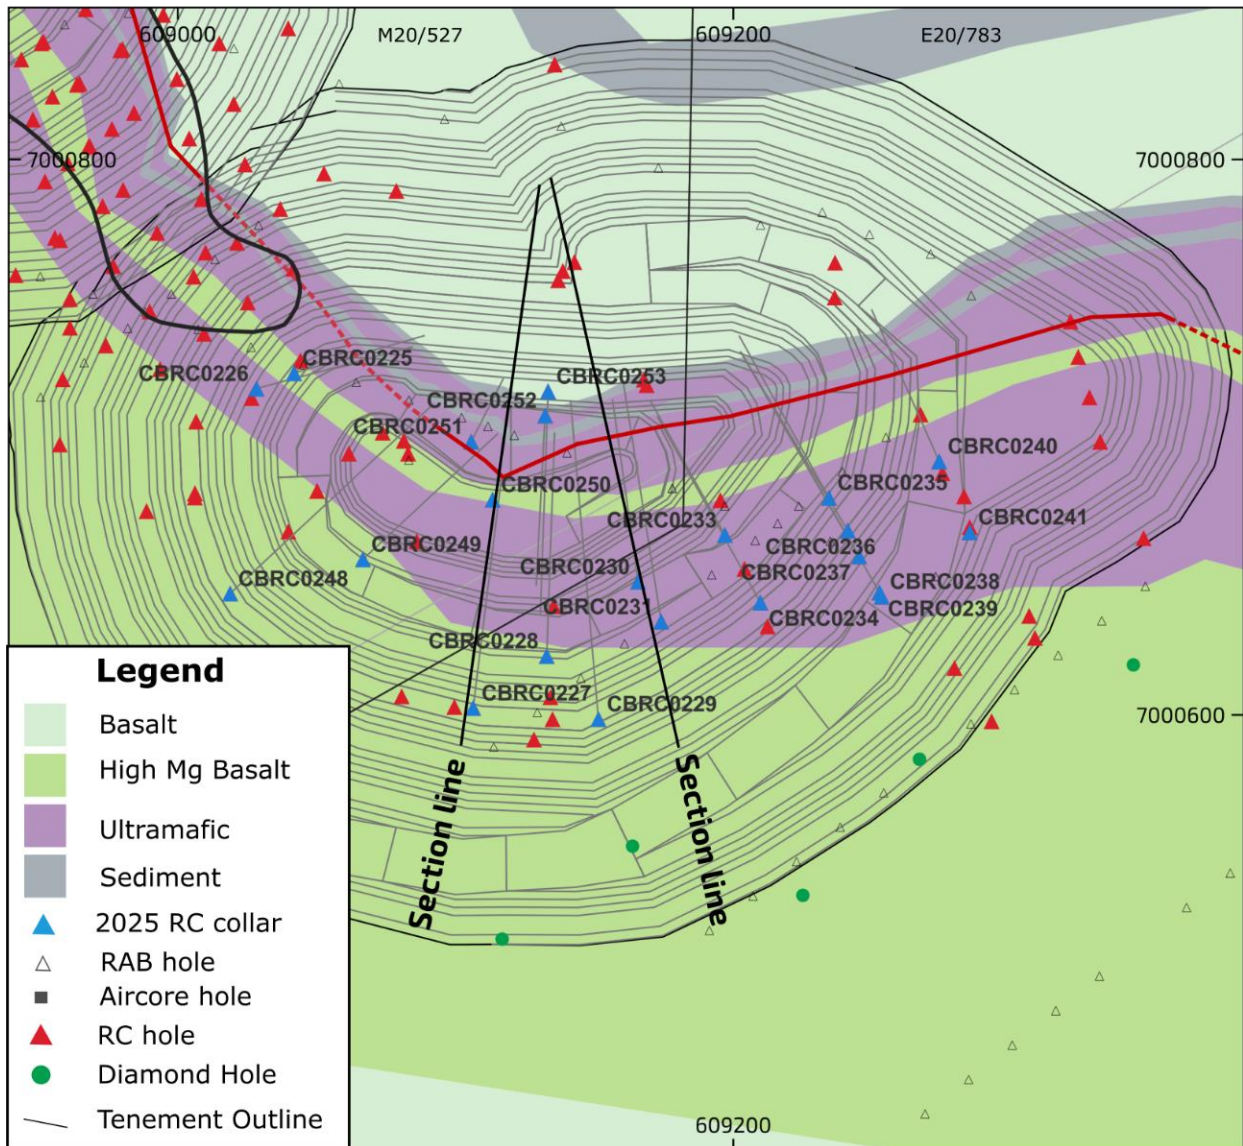 609000
M20/527
609200
E20/783
7000800
7000800
CBRC0225
CBRC0226
CBRC0253
CBRC0252
CBRC0251
CBRC0240
CBRC0250
CBRC0235
CBRC0233
CBRC0241
CBRC0249
CBRC0236
CBRC0230
CBRC0237
CBRC0248
CBRC0238
CBRC0231
CBRC0239
CBRC0234
CBRC0228
CBRC0227
CBRC0229
7000600
Section line
Section line
Legend
Basalt
High Mg Basalt
Ultramafic
Sediment
2025 RC collar
RAB hole
Aircore hole
RC hole
Diamond Hole
Tenement Outline
609200